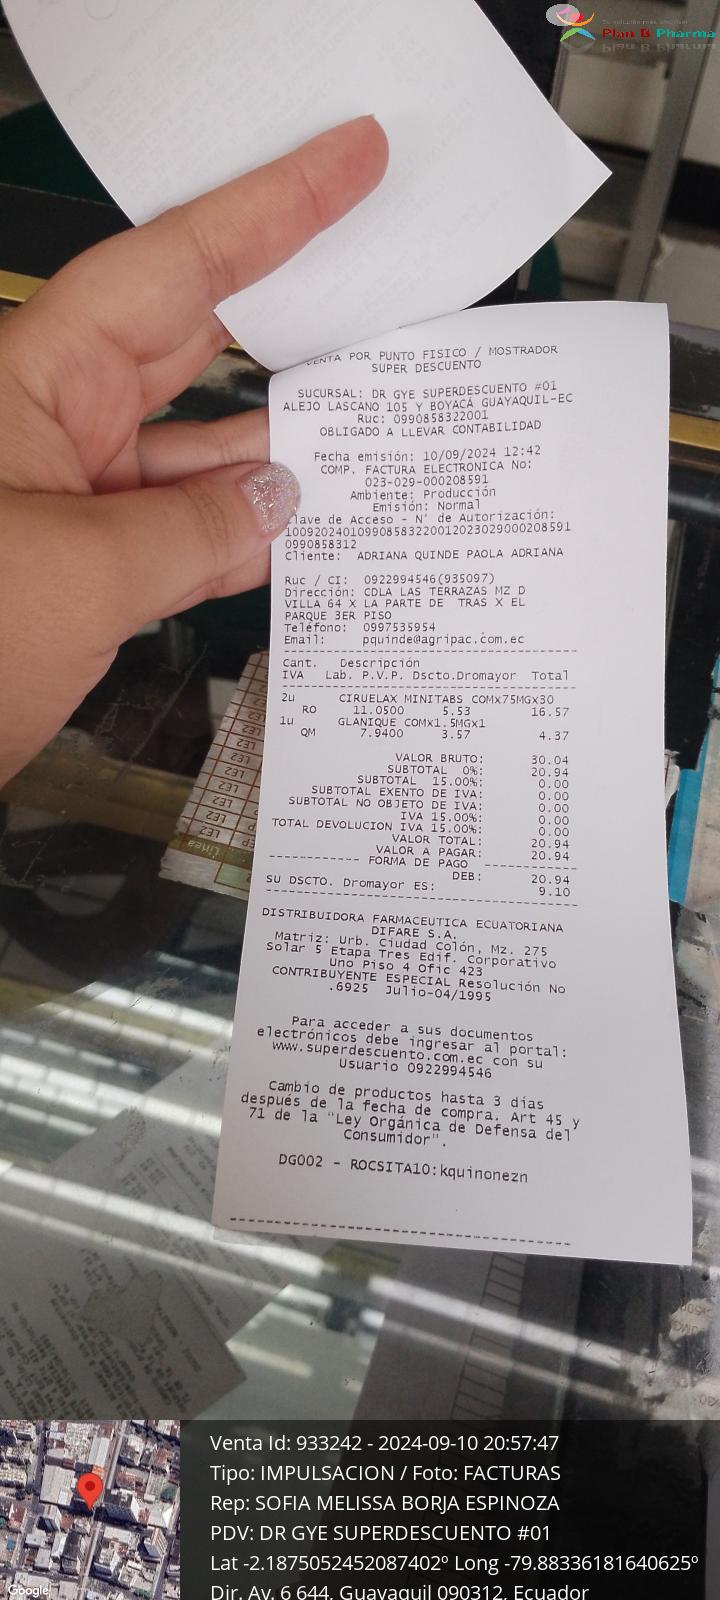 Tu solución más efectiva!
Plan B Pharma
VENTA POR PUNTO FISICO / MOSTRADOR
SUPER DESCUENTO
SUCURSAL: DR GYE SUPERDESCUENTO #01
ALEJO LASCANO 105 Y BOYACÁ GUAYAQUIL-EC
Ruc: 0990858322001
OBLIGADO A LLEVAR CONTABILIDAD
Fecha emisión: 10/09/2024 12:42
COMP. FACTURA ELECTRONICA No:
023-029-000208591
Ambiente: Producción
Emisión: Normal
Clave de Acceso - N° de Autorización:
100920240109908583220012023029000208591
0990858312
Cliente: ADRIANA QUINDE PAOLA ADRIANA
Ruc / CI: 0922994546(935097)
Dirección: CDLA LAS TERRAZAS MZ D
VILLA 64 X LA PARTE DE TRAS X EL
PARQUE 3ER PISO
Teléfono: 0997535954
Email: pquinde@agripac.com.ec
Cant. Descripción
IVA Lab. P.V.P. Dscto.Dromayor Total
2u CIRUELAX MINITABS COMx75MGx30
RO 11.0500 5.53 16.57
1u GLANIQUE COMx1.5MGx1
QM 7.9400 3.57 4.37
VALOR BRUTO: 30.04
SUBTOTAL 0%: 20.94
SUBTOTAL 15.00%: 0.00
SUBTOTAL EXENTO DE IVA: 0.00
SUBTOTAL NO OBJETO DE IVA: 0.00
IVA 15.00%: 0.00
TOTAL DEVOLUCION IVA 15.00%: 0.00
VALOR TOTAL: 20.94
VALOR A PAGAR: 20.94
------------ FORMA DE PAGO ------------
DEB: 20.94
SU DSCTO. Dromayor ES: 9.10
DISTRIBUIDORA FARMACEUTICA ECUATORIANA
DIFARE S.A.
Matriz: Urb. Ciudad Colón, Mz. 275
Solar 5 Etapa Tres Edif. Corporativo
Uno Piso 4 Ofic 423
CONTRIBUYENTE ESPECIAL Resolución No
.6925 Julio-04/1995
Para acceder a sus documentos
electrónicos debe ingresar al portal:
www.superdescuento.com.ec con su
Usuario 0922994546
Cambio de productos hasta 3 días
después de la fecha de compra. Art 45 y
71 de la "Ley Orgánica de Defensa del
Consumidor".
DG002 - ROCSITA10:kquinonezn
Venta Id: 933242 - 2024-09-10 20:57:47
Tipo: IMPULSACION / Foto: FACTURAS
Rep: SOFIA MELISSA BORJA ESPINOZA
PDV: DR GYE SUPERDESCUENTO #01
Lat -2.1875052452087402º Long -79.88336181640625º
Dir. Av. 6 644, Guayaquil 090312, Ecuador
Google